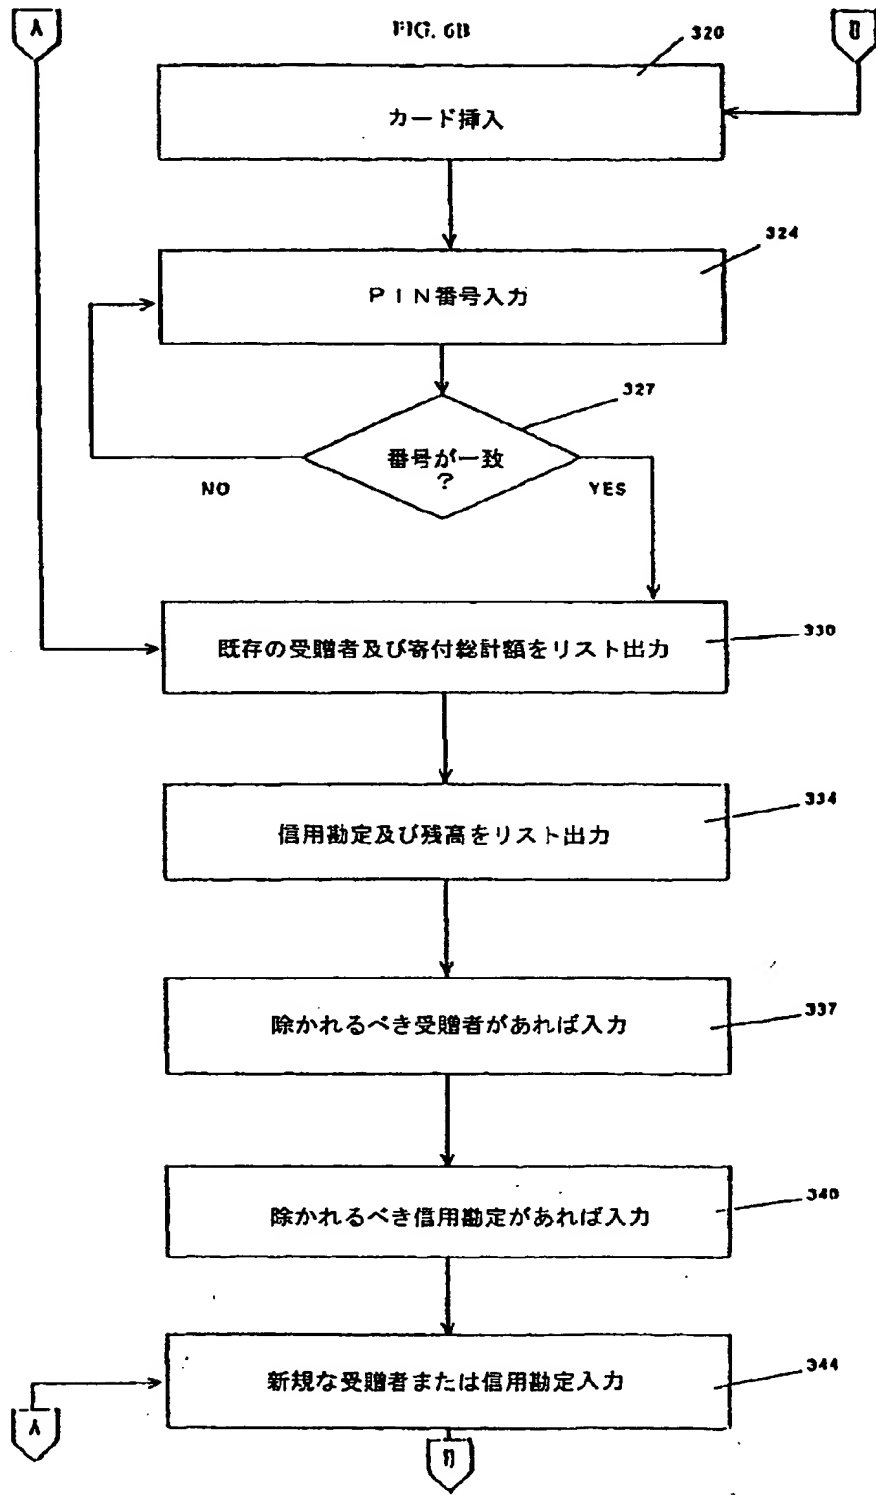 A
FIG. 6B
320
B
カード挿入
324
PIN番号入力
327
番号が一致
?
NO
YES
330
既存の受贈者及び寄付総計額をリスト出力
334
信用勘定及び残高をリスト出力
337
除かれるべき受贈者があれば入力
340
除かれるべき信用勘定があれば入力
344
新規な受贈者または信用勘定入力
A
B